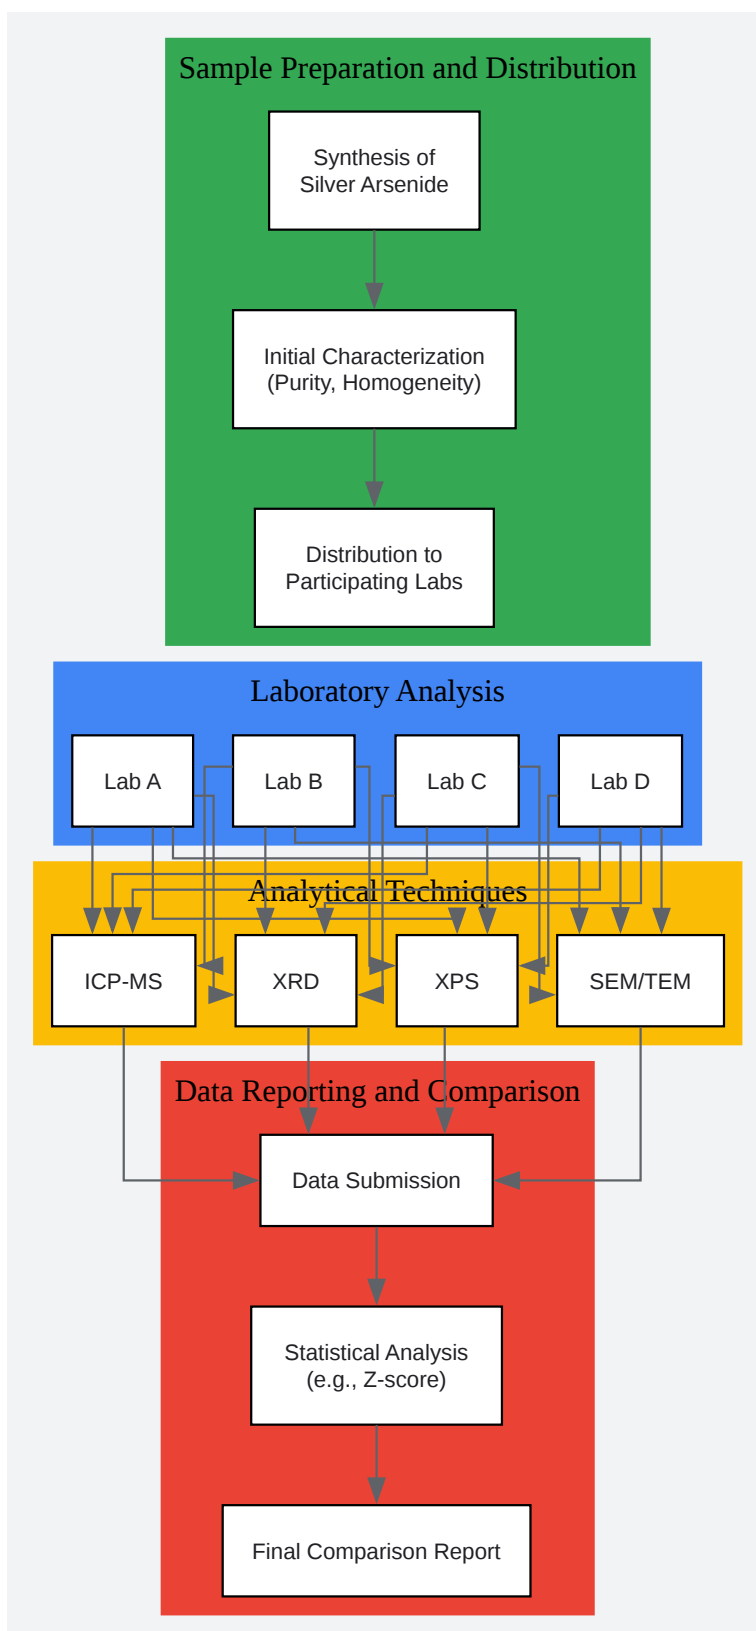 Sample Preparation and Distribution
Synthesis of
Silver Arsenide
Initial Characterization
(Purity, Homogeneity)
Distribution to
Participating Labs
Laboratory Analysis
Lab A
Lab B
Lab C
Lab D
Analytical Techniques
ICP-MS
XRD
XPS
SEM/TEM
Data Reporting and Comparison
Data Submission
Statistical Analysis
(e.g., Z-score)
Final Comparison Report